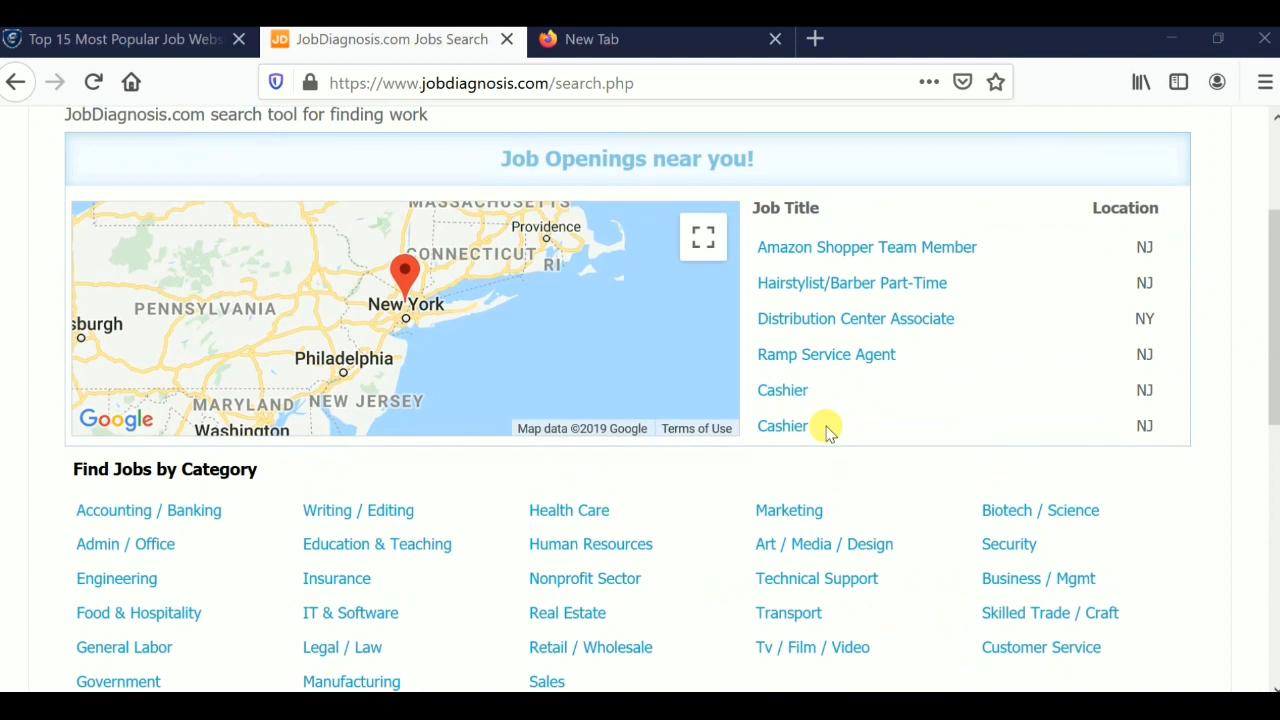 Top 15 Most Popular Job Webs
JobDiagnosis.com Jobs Search
New Tab
https://www.jobdiagnosis.com/search.php
JobDiagnosis.com search tool for finding work
Job Openings near you!
MASSACHUSETTS
Providence
CONNECTICUT
RI
PENNSYLVANIA
New York
sburgh
Philadelphia
MARYLAND
NEW JERSEY
Washington
Google
Map data ©2019 Google
Terms of Use
Job Title Location
Amazon Shopper Team Member NJ
Hairstylist/Barber Part-Time NJ
Distribution Center Associate NY
Ramp Service Agent NJ
Cashier NJ
Cashier NJ
Find Jobs by Category
Accounting / Banking Writing / Editing Health Care Marketing Biotech / Science
Admin / Office Education & Teaching Human Resources Art / Media / Design Security
Engineering Insurance Nonprofit Sector Technical Support Business / Mgmt
Food & Hospitality IT & Software Real Estate Transport Skilled Trade / Craft
General Labor Legal / Law Retail / Wholesale Tv / Film / Video Customer Service
Government Manufacturing Sales